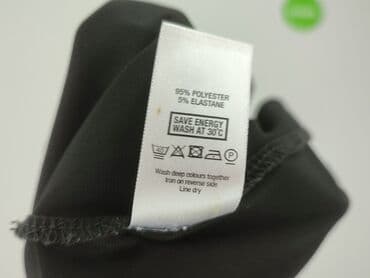 95% POLYESTER
5% ELASTANE
SAVE ENERGY
WASH AT 30°C
40 P
Wash deep colours together
Iron on reverse side
Line dry